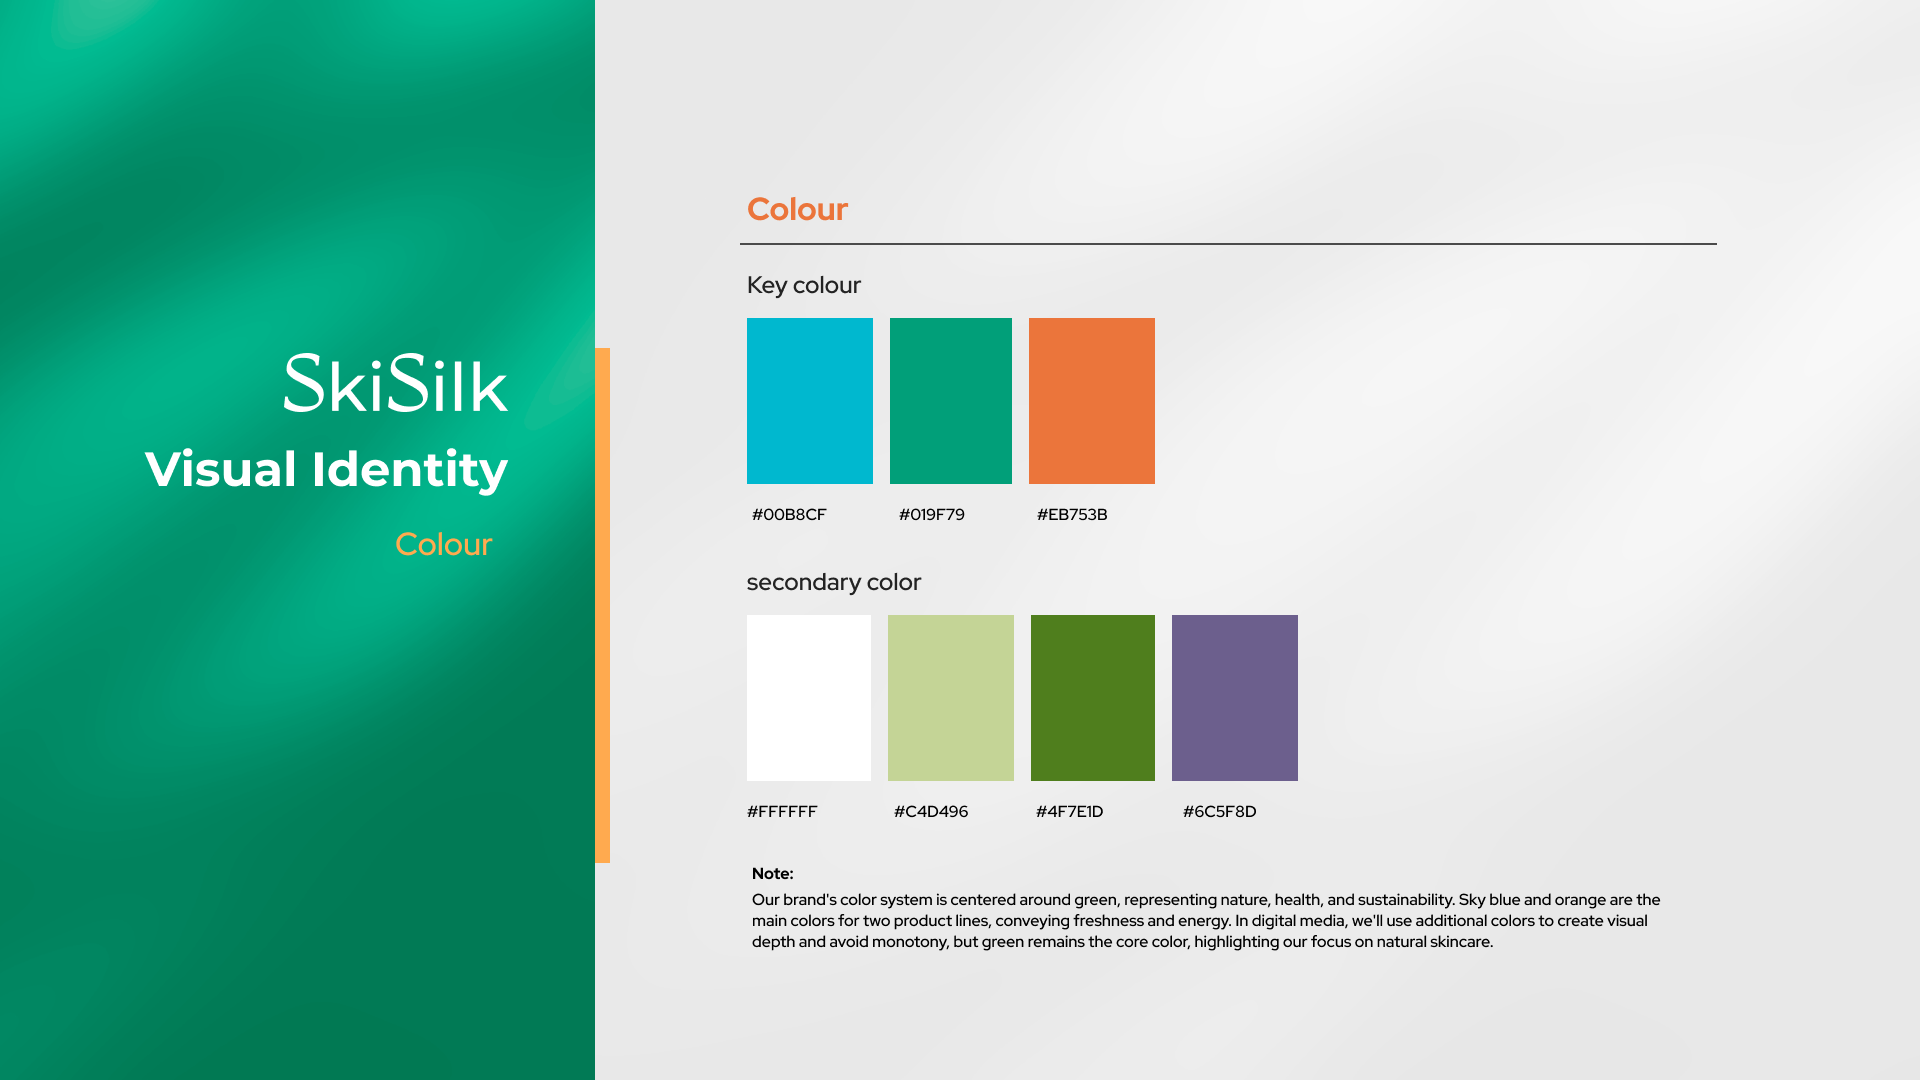 SkiSilk
Visual Identity
Colour
Colour
Key colour
#00B8CF
#019F79
#EB753B
secondary color
#FFFFFF
#C4D496
#4F7E1D
#6C5F8D
Note:
Our brand's color system is centered around green, representing nature, health, and sustainability. Sky blue and orange are the
main colors for two product lines, conveying freshness and energy. In digital media, we'll use additional colors to create visual
depth and avoid monotony, but green remains the core color, highlighting our focus on natural skincare.